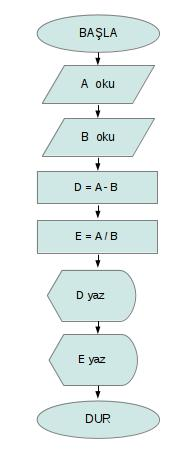 BAŞLA
A oku
B oku
D = A - B
E = A / B
D yaz
E yaz
DUR